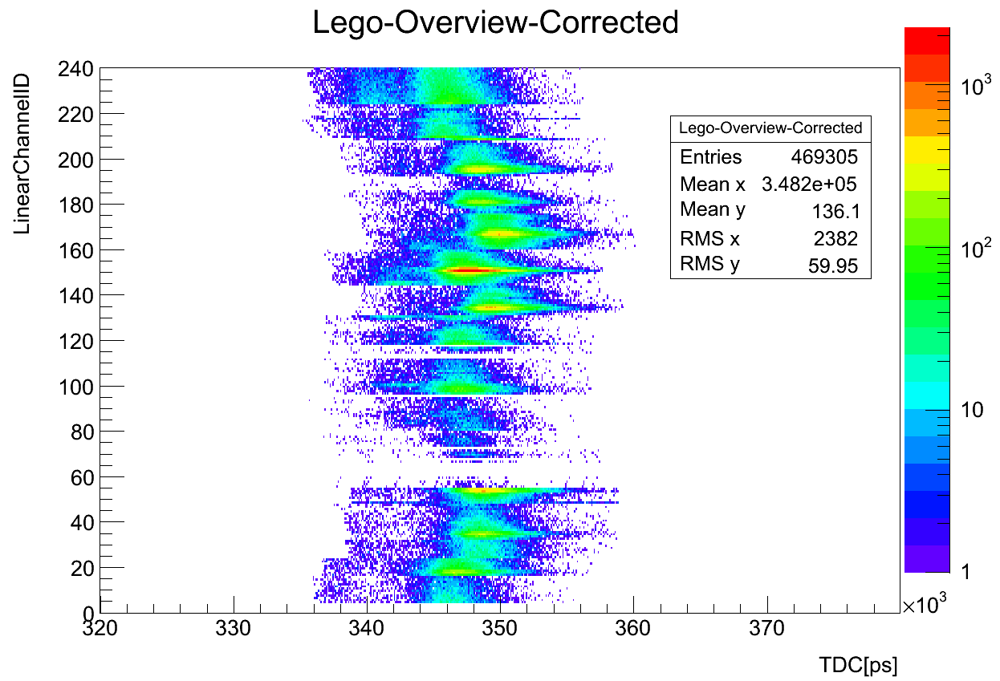 Lego-Overview-Corrected
LinearChannelID
240
220
200
180
160
140
120
100
80
60
40
20
0
320 330 340 350 360 370
×10³
TDC[ps]
Lego-Overview-Corrected
Entries 469305
Mean x 3.482e+05
Mean y 136.1
RMS x 2382
RMS y 59.95
10³
10²
10
1